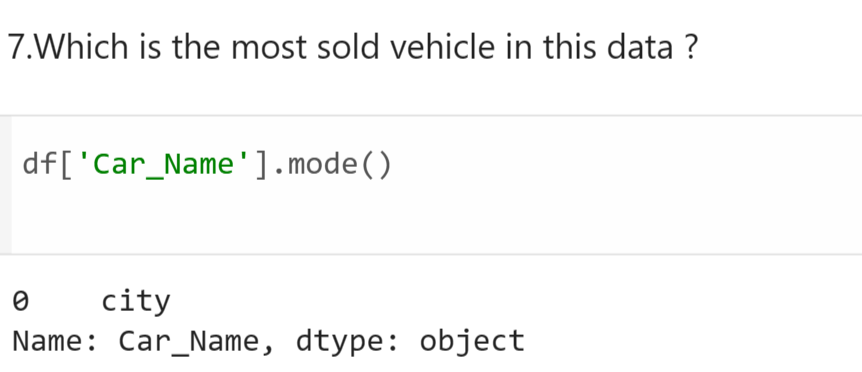 7.Which is the most sold vehicle in this data ?
df['Car_Name'].mode()
0    city
Name: Car_Name, dtype: object